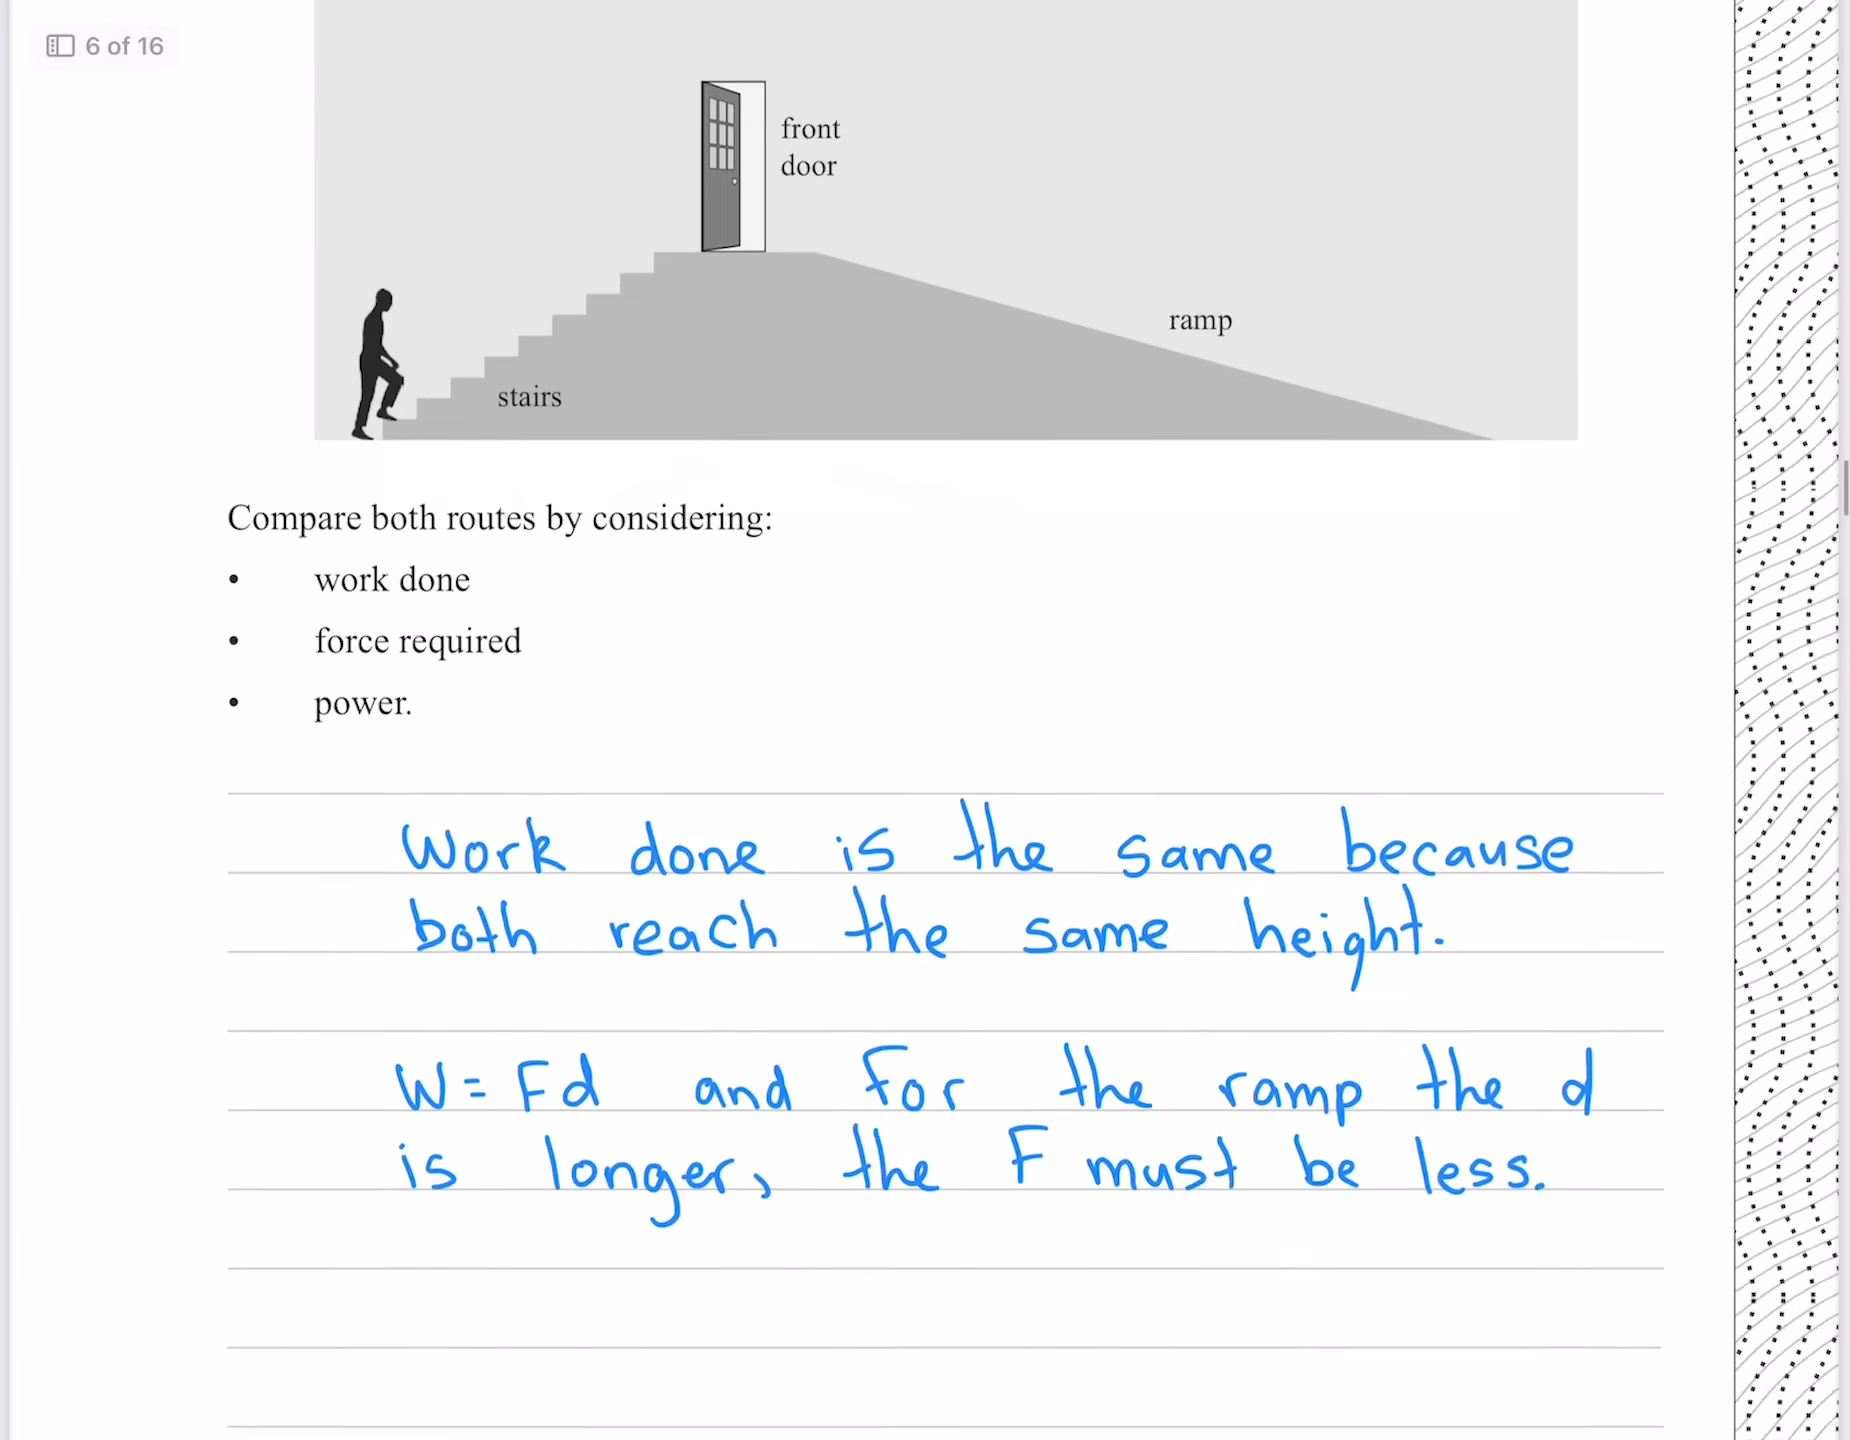 6 of 16
front
door
ramp
stairs
Compare both routes by considering:
• work done
• force required
• power.
Work done is the same because
both reach the same height.
W = Fd and for the ramp the d
is longer, the F must be less.